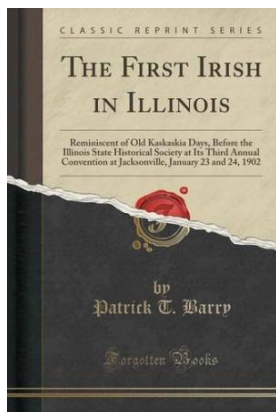 CLASSIC REPRINT SERIES
THE FIRST IRISH
IN ILLINOIS
Reminiscent of Old Kaskaskia Days, Before the
Illinois State Historical Society at Its Third Annual
Convention at Jacksonville, January 23 and 24, 1902
by
Patrick T. Barry
Forgotten Books